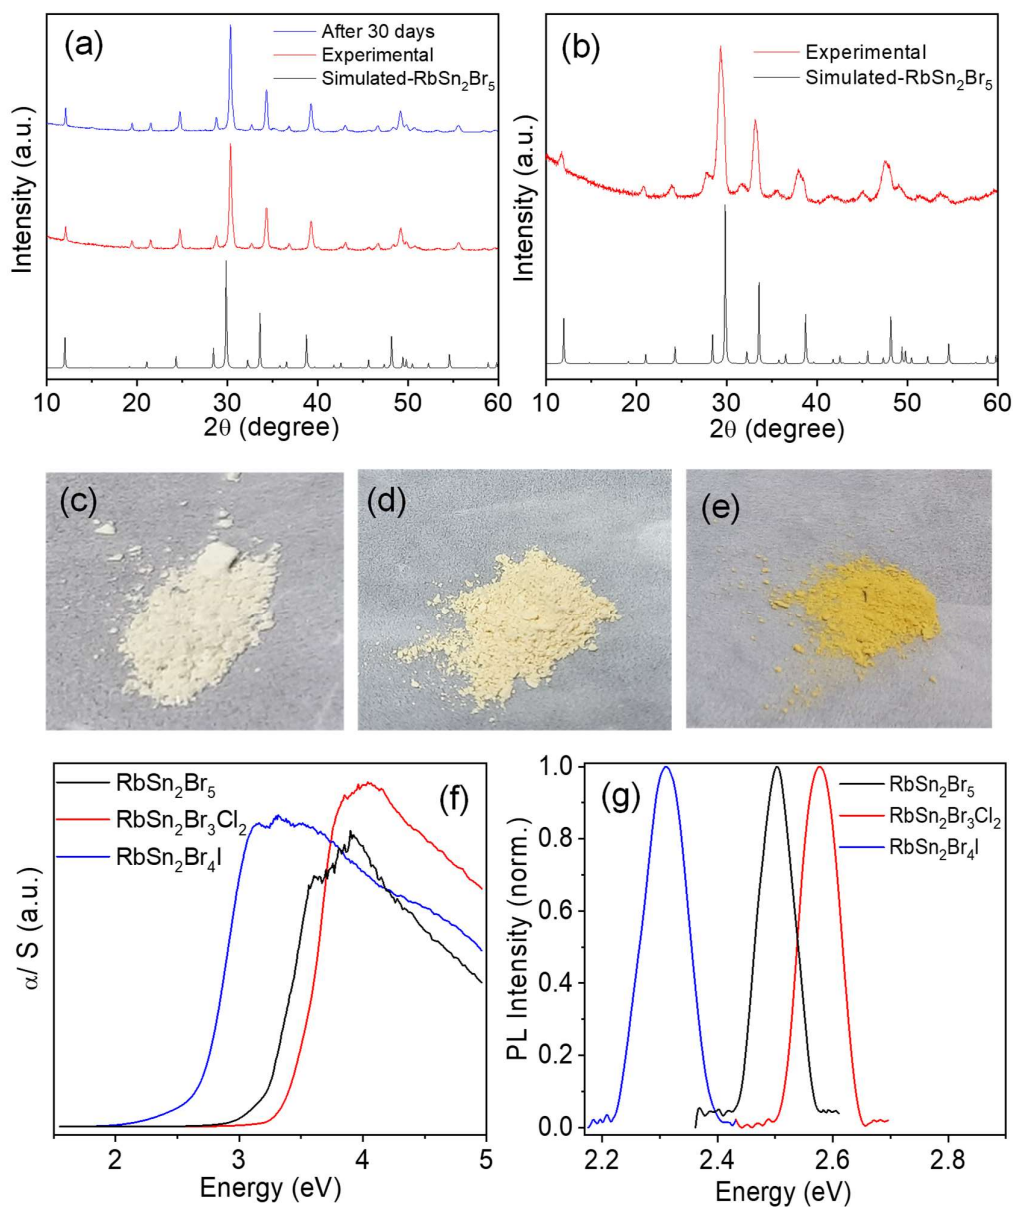 (a)
After 30 days
Experimental
Simulated-RbSn₂Br₅
Intensity (a.u.)
10 20 30 40 50 60
2θ (degree)
(b)
Experimental
Simulated-RbSn₂Br₅
Intensity (a.u.)
10 20 30 40 50 60
2θ (degree)
(c)
(d)
(e)
(f)
RbSn₂Br₅
RbSn₂Br₃Cl₂
RbSn₂Br₄I
α/ S (a.u.)
2 3 4 5
Energy (eV)
(g)
RbSn₂Br₅
RbSn₂Br₃Cl₂
RbSn₂Br₄I
PL Intensity (norm.)
1.0
0.8
0.6
0.4
0.2
0.0
2.2 2.4 2.6 2.8
Energy (eV)